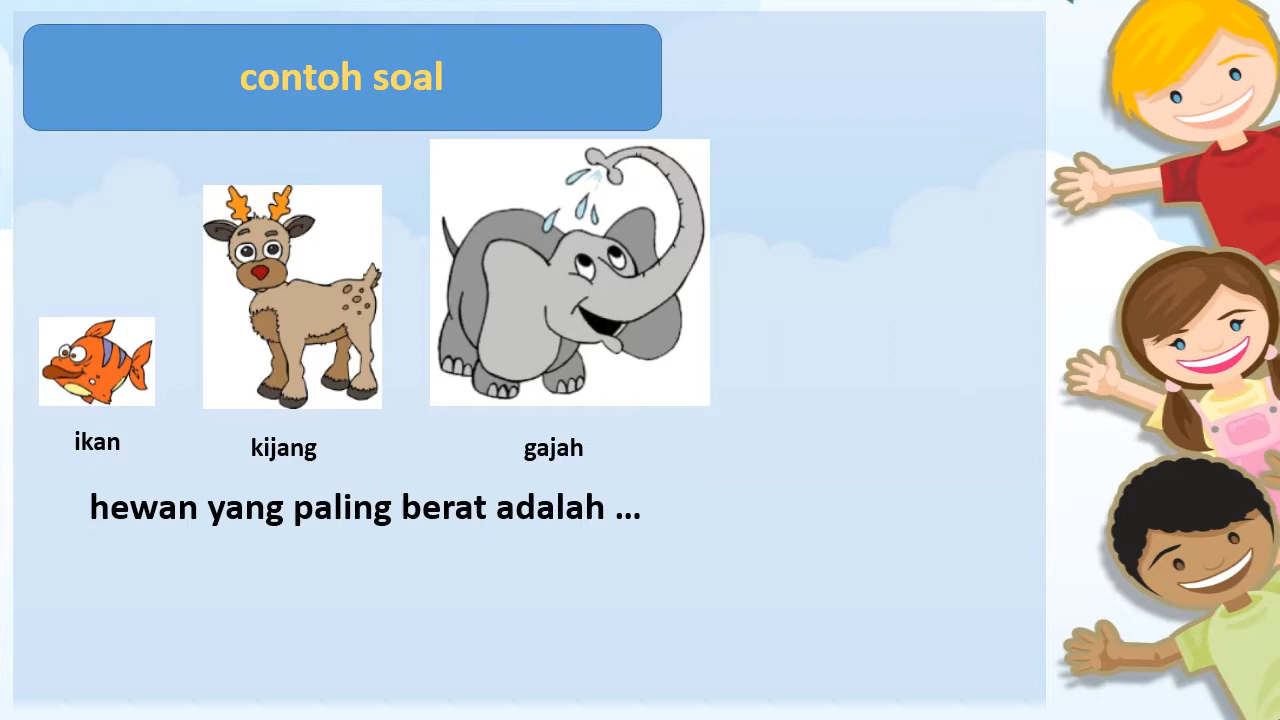 contoh soal
ikan
kijang
gajah
hewan yang paling berat adalah ...